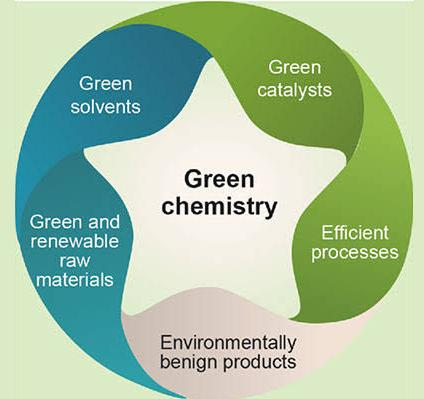 Green
solvents
Green
catalysts
Green
chemistry
Green and
renewable
raw
materials
Efficient
processes
Environmentally
benign products